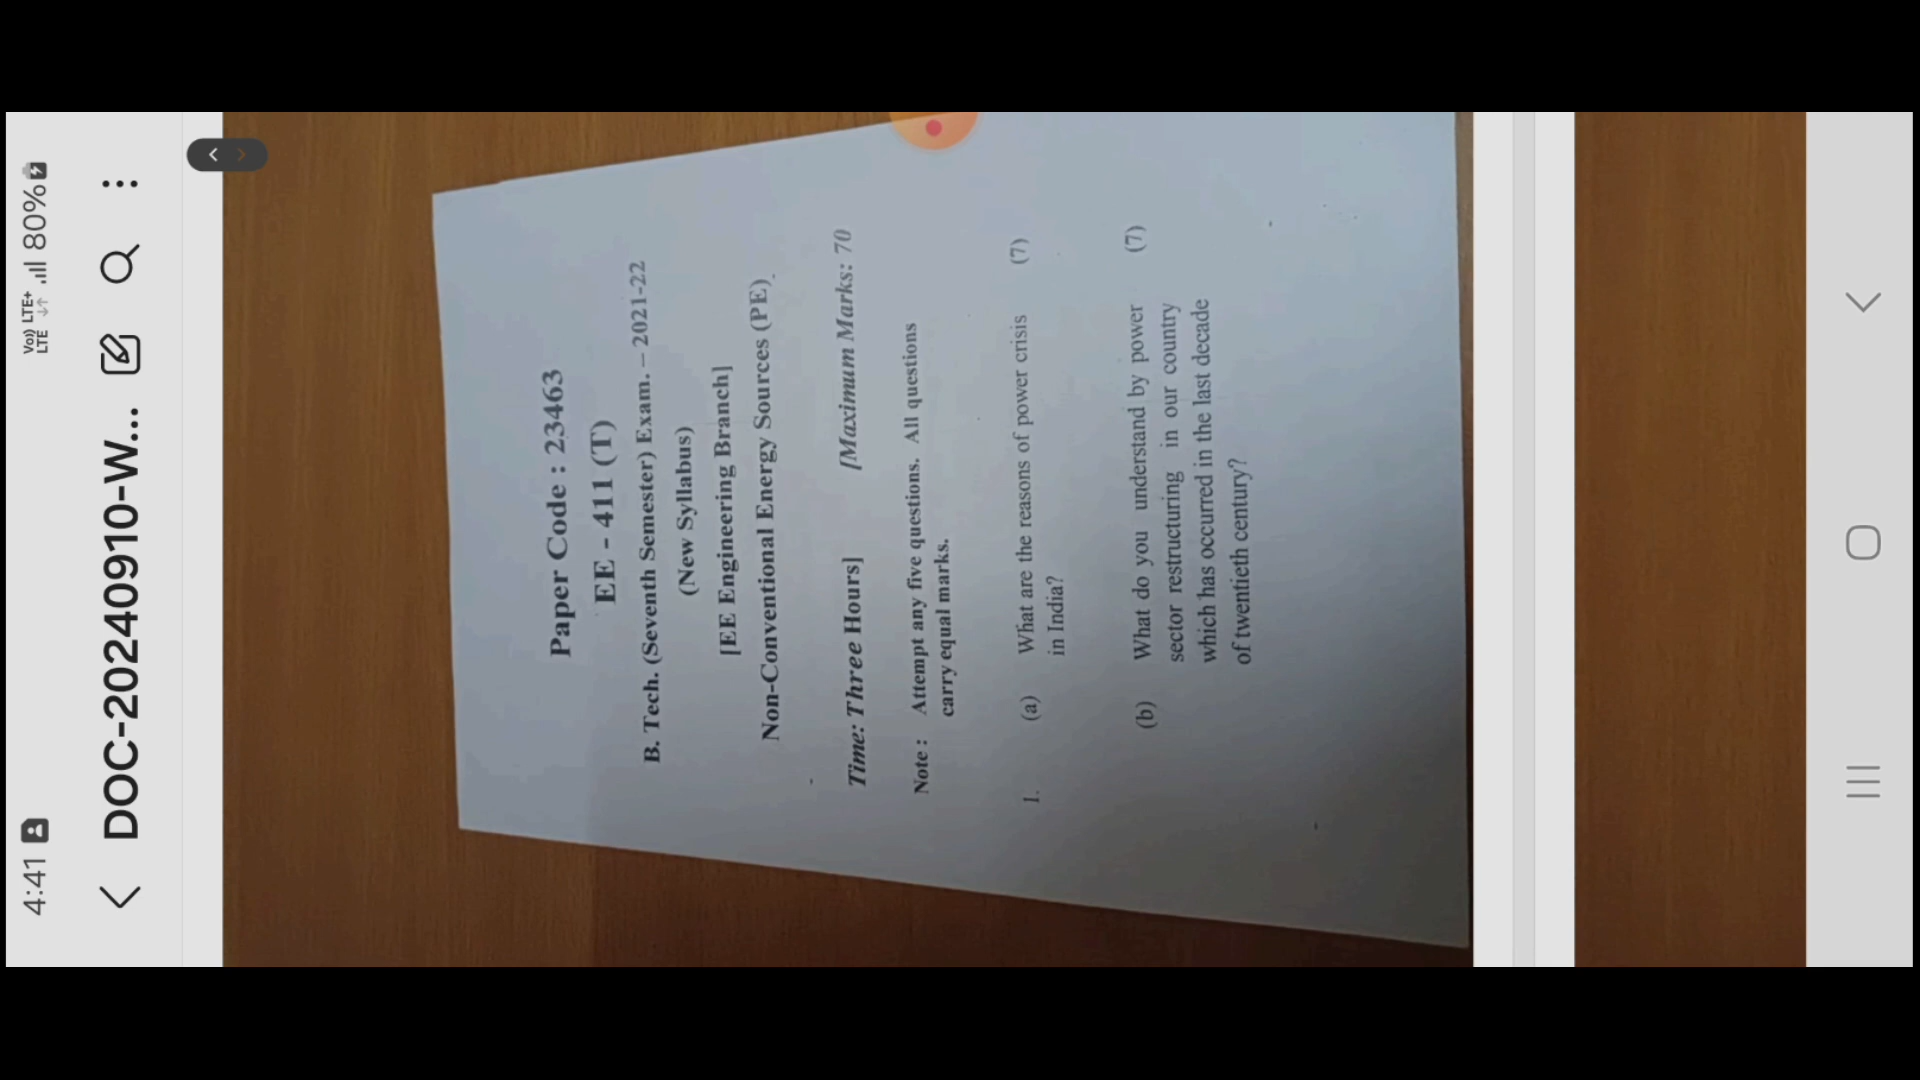 4:41
Vo)) LTE+
LTE
80%
DOC-20240910-W...
Paper Code : 23463
EE - 411 (T)
B. Tech. (Seventh Semester) Exam. – 2021-22
(New Syllabus)
[EE Engineering Branch]
Non-Conventional Energy Sources (PE)
Time: Three Hours] [Maximum Marks: 70
Note : Attempt any five questions. All questions
carry equal marks.
1. (a) What are the reasons of power crisis (7)
in India?
(b) What do you understand by power (7)
sector restructuring in our country
which has occurred in the last decade
of twentieth century?